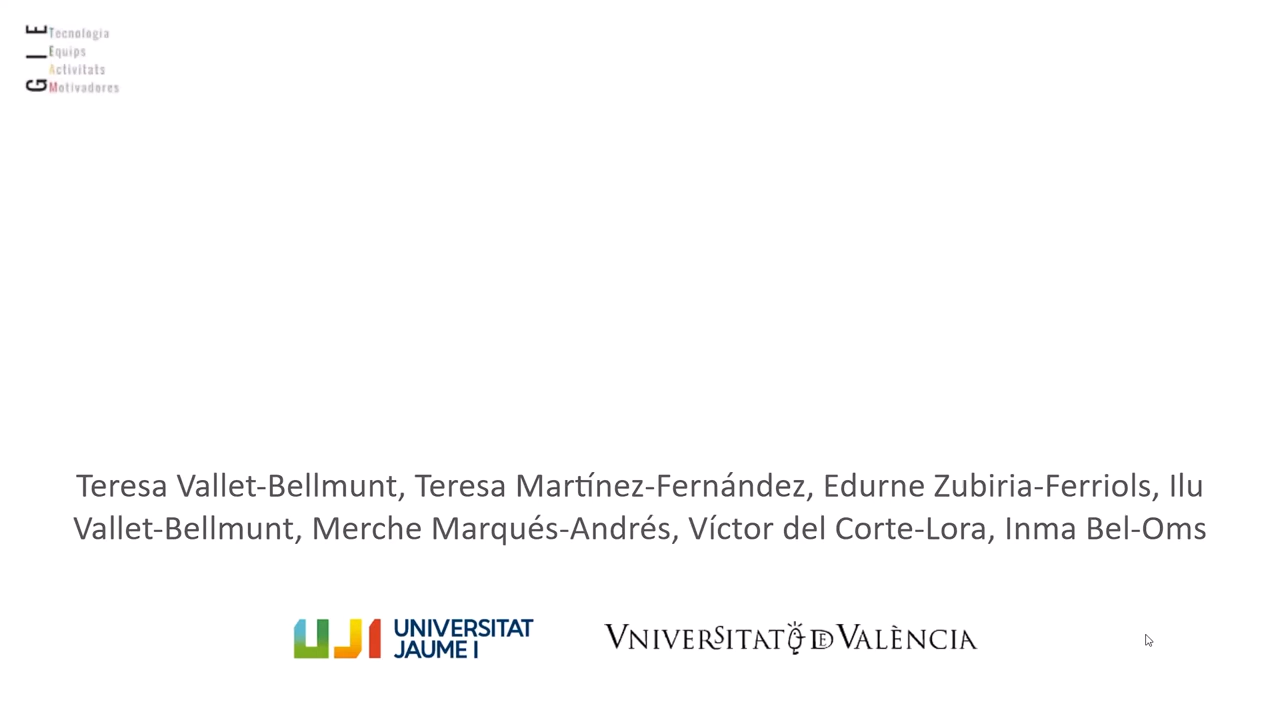 GIE
Tecnologia
Equips
Activitats
Motivadores
Teresa Vallet-Bellmunt, Teresa Martínez-Fernández, Edurne Zubiria-Ferriols, Ilu
Vallet-Bellmunt, Merche Marqués-Andrés, Víctor del Corte-Lora, Inma Bel-Oms
UJI
UNIVERSITAT
JAUME I
VNIVERSITAT DE VALÈNCIA